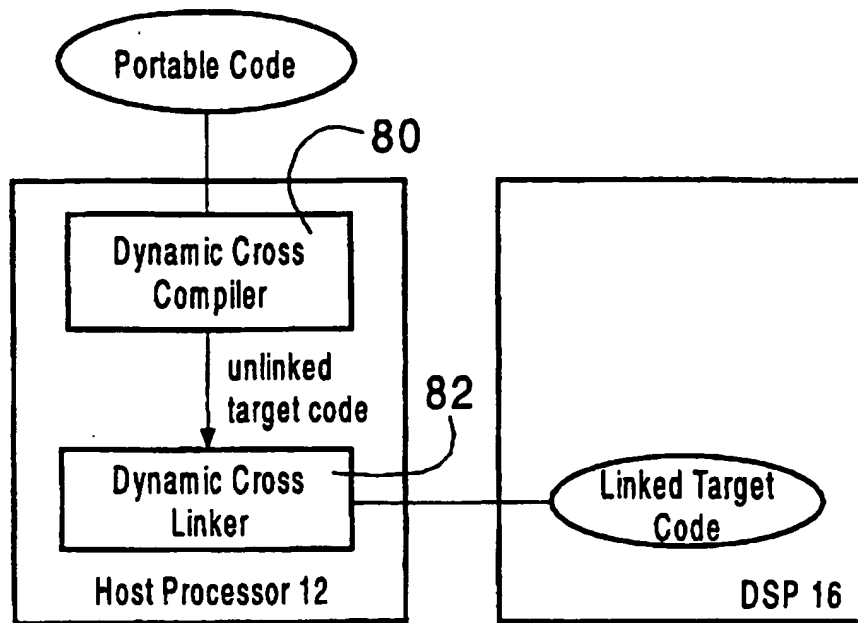 Portable Code
80
Dynamic Cross
Compiler
unlinked
target code
82
Dynamic Cross
Linker
Linked Target
Code
Host Processor 12
DSP 16